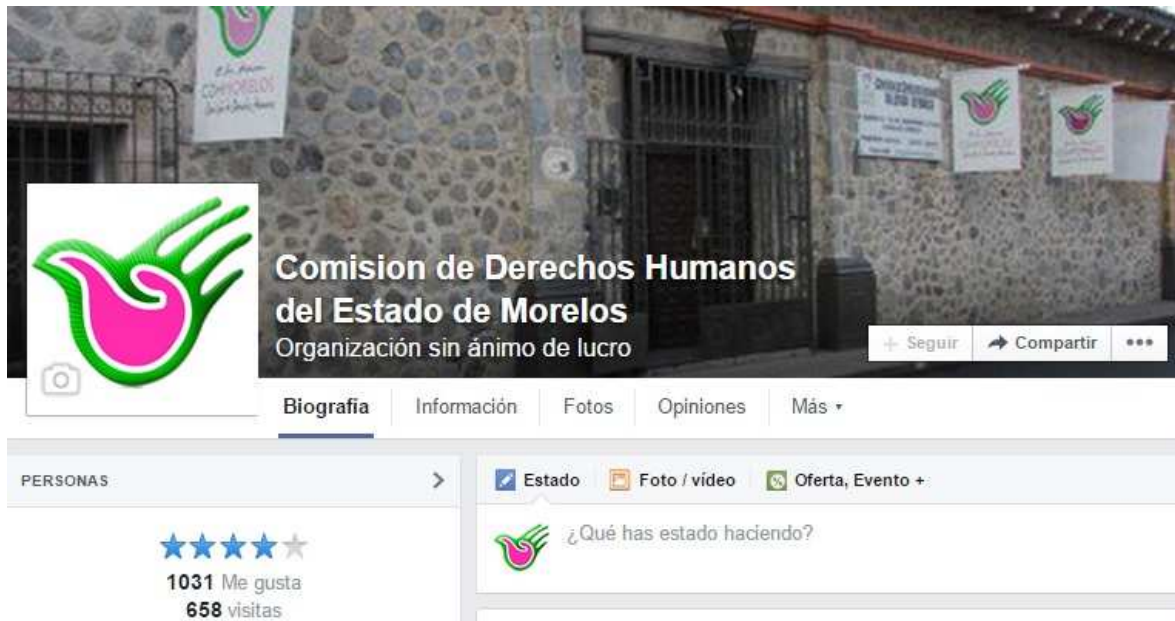 CDHMORELOS
Comision de Derechos Humanos
del Estado de Morelos
Organización sin ánimo de lucro
+ Seguir Compartir •••
Biografía Información Fotos Opiniones Más
PERSONAS >
Estado Foto / vídeo Oferta, Evento +
¿Qué has estado haciendo?
1031 Me gusta
658 visitas